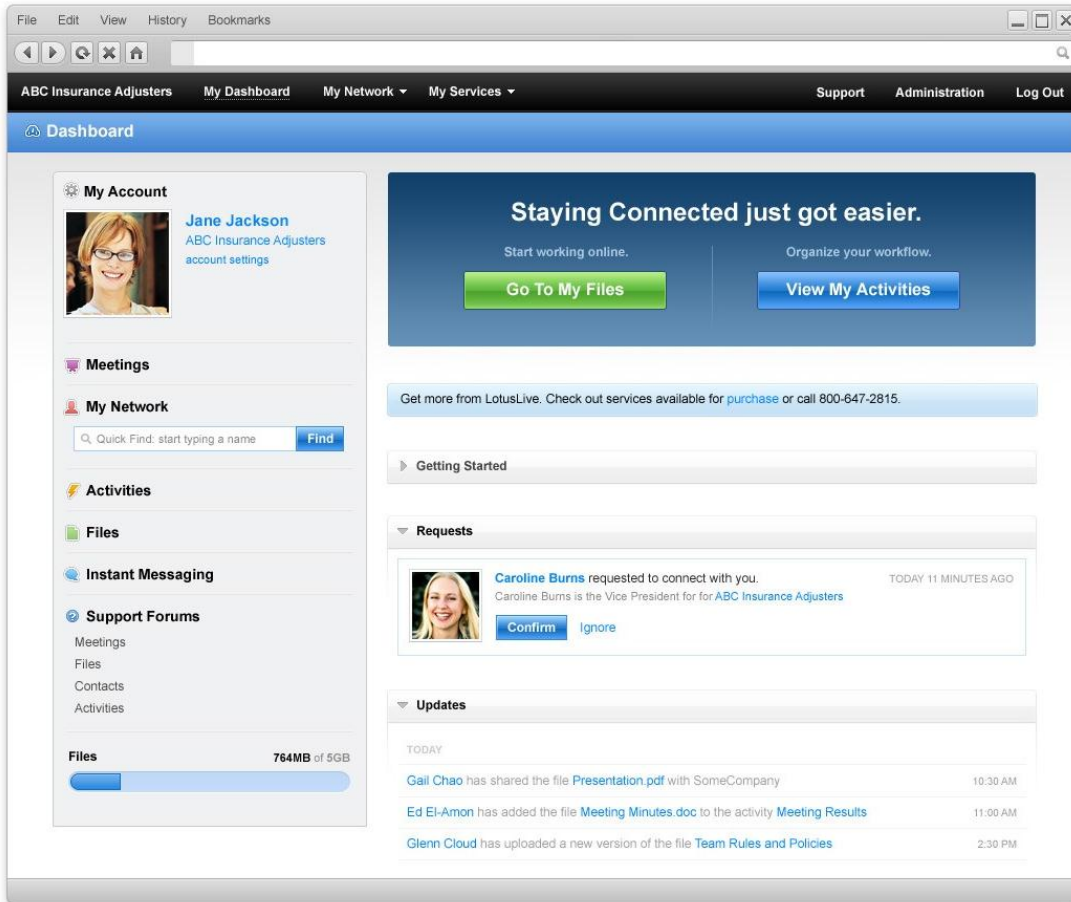 File Edit View History Bookmarks
ABC Insurance Adjusters My Dashboard My Network My Services Support Administration Log Out
Dashboard
My Account
Jane Jackson
ABC Insurance Adjusters
account settings
Meetings
My Network
Quick Find: start typing a name Find
Activities
Files
Instant Messaging
Support Forums
Meetings
Files
Contacts
Activities
Files 764MB of 5GB
Staying Connected just got easier.
Start working online. Organize your workflow.
Go To My Files View My Activities
Get more from LotusLive. Check out services available for purchase or call 800-647-2815.
Getting Started
Requests
Caroline Burns requested to connect with you. TODAY 11 MINUTES AGO
Caroline Burns is the Vice President for for ABC Insurance Adjusters
Confirm Ignore
Updates
TODAY
Gail Chao has shared the file Presentation.pdf with SomeCompany 10:30 AM
Ed El-Amon has added the file Meeting Minutes.doc to the activity Meeting Results 11:00 AM
Glenn Cloud has uploaded a new version of the file Team Rules and Policies 2:30 PM